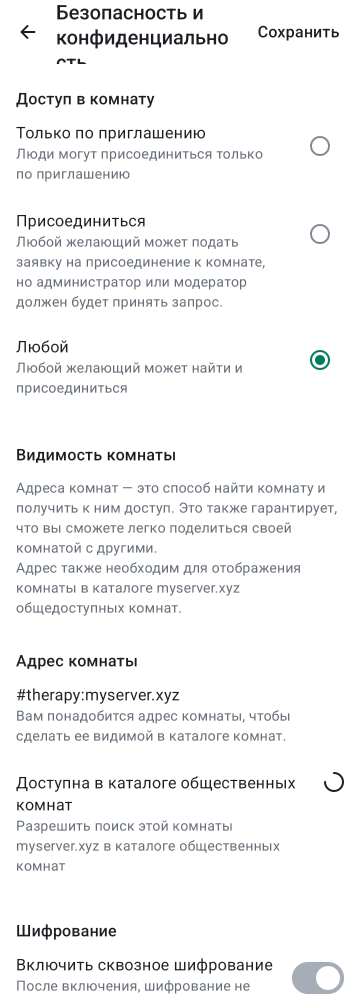 Безопасность и
конфиденциально
сть
Сохранить
Доступ в комнату
Только по приглашению
Люди могут присоединиться только
по приглашению
Присоединиться
Любой желающий может подать
заявку на присоединение к комнате,
но администратор или модератор
должен будет принять запрос.
Любой
Любой желающий может найти и
присоединиться
Видимость комнаты
Адреса комнат — это способ найти комнату и
получить к ним доступ. Это также гарантирует,
что вы сможете легко поделиться своей
комнатой с другими.
Адрес также необходим для отображения
комнаты в каталоге myserver.xyz
общедоступных комнат.
Адрес комнаты
#therapy:myserver.xyz
Вам понадобится адрес комнаты, чтобы
сделать ее видимой в каталоге комнат.
Доступна в каталоге общественных
комнат
Разрешить поиск этой комнаты
myserver.xyz в каталоге общественных
комнат
Шифрование
Включить сквозное шифрование
После включения, шифрование не